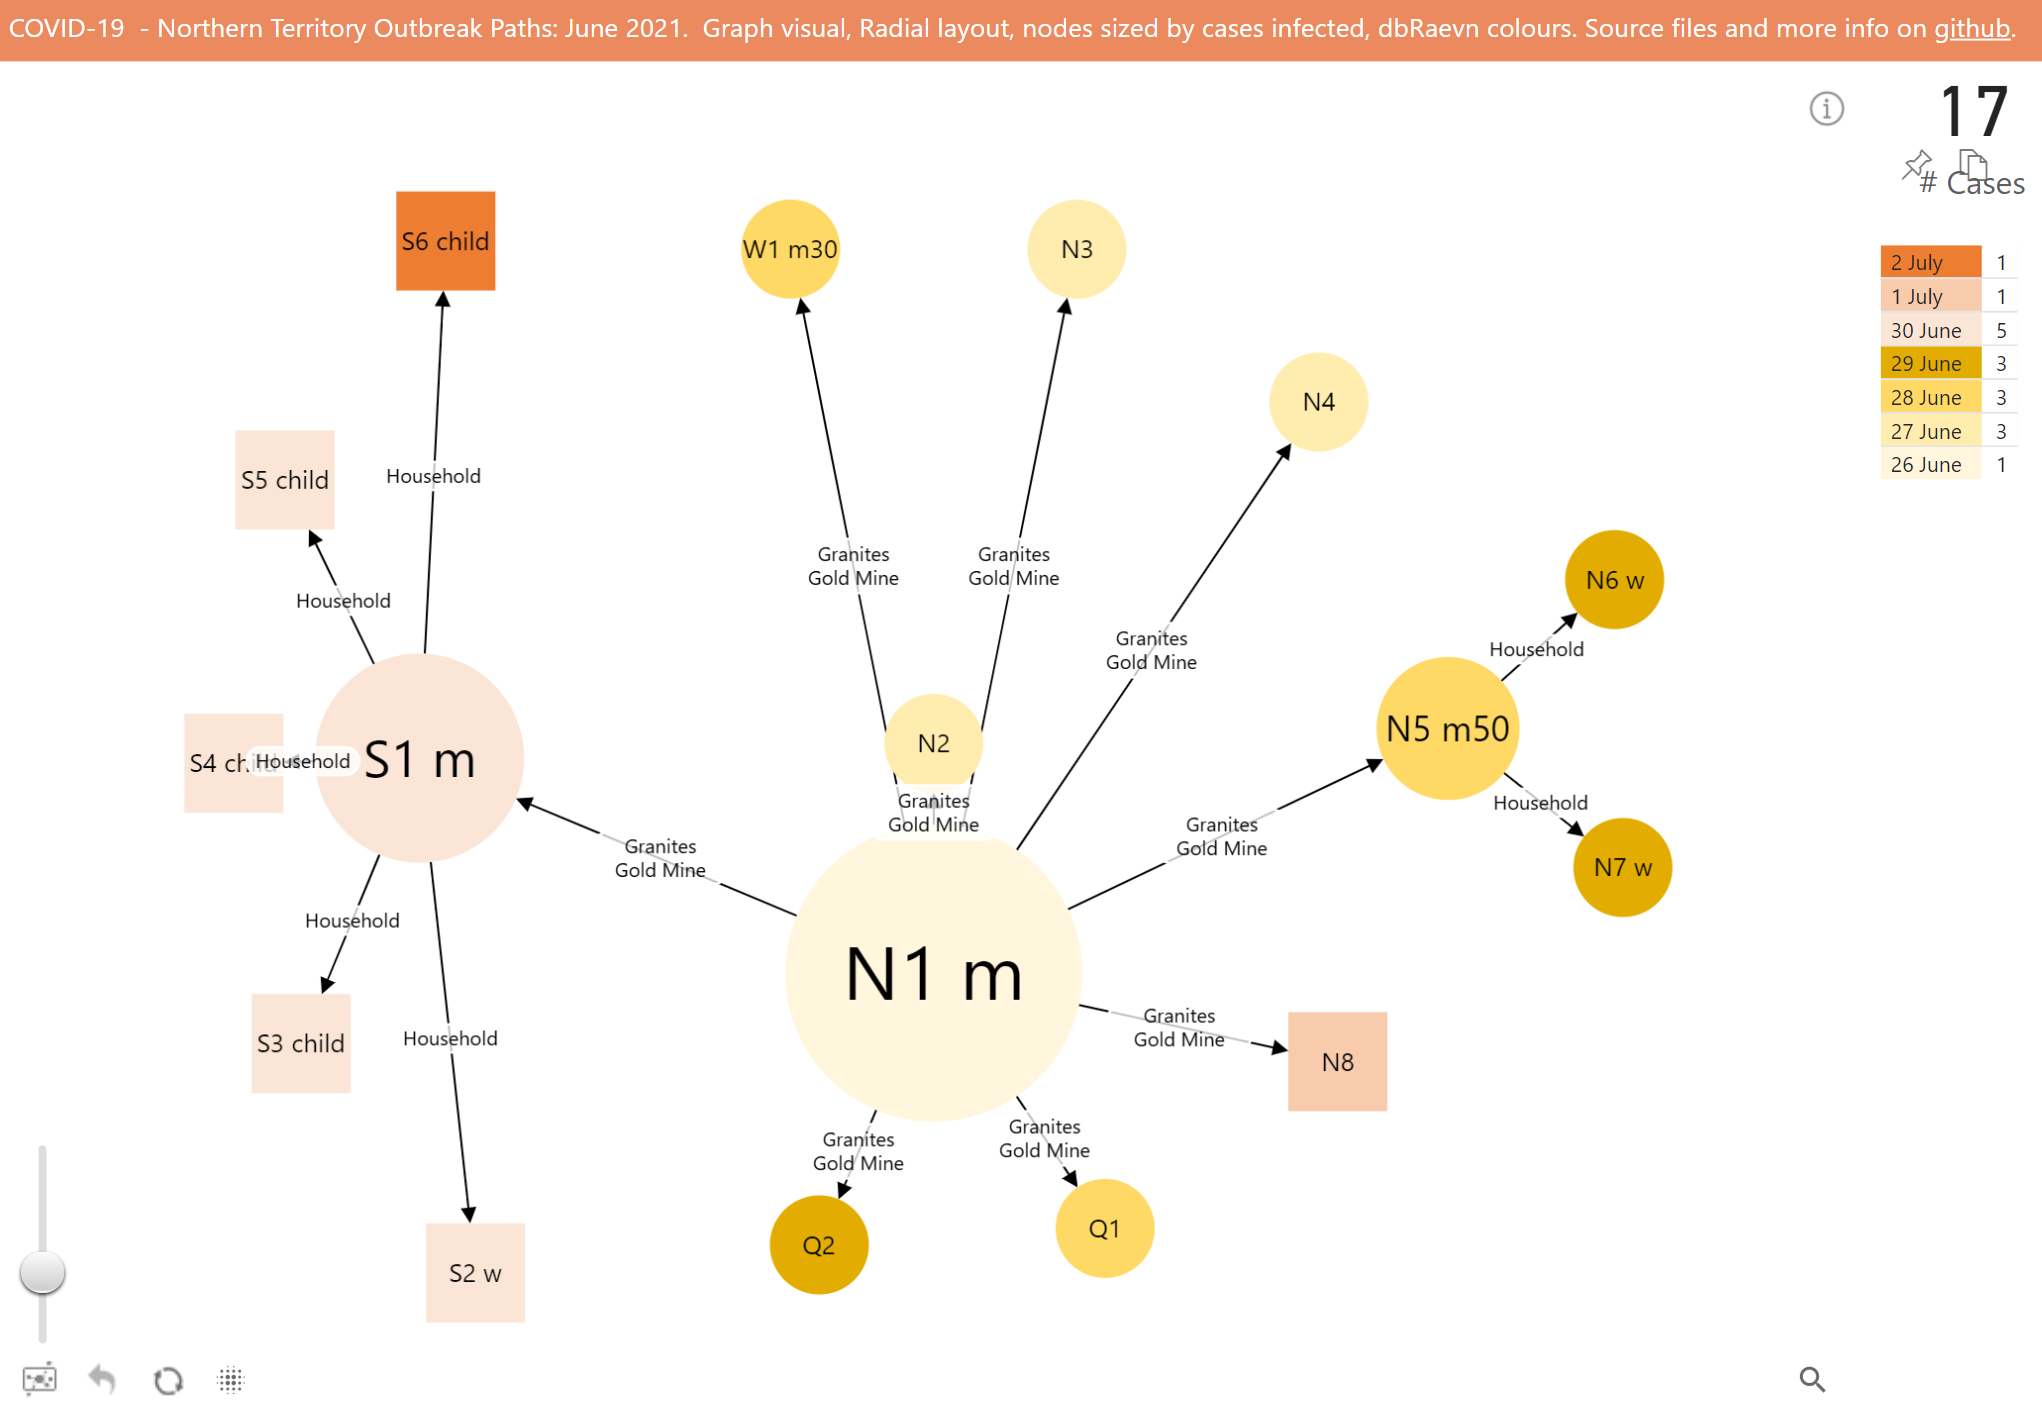 COVID-19 - Northern Territory Outbreak Paths: June 2021. Graph visual, Radial layout, nodes sized by cases infected, dbRaevn colours. Source files and more info on github.
17
# Cases
2 July 1
1 July 1
30 June 5
29 June 3
28 June 3
27 June 3
26 June 1
S6 child
W1 m30
N3
N4
S5 child
Household
Granites
Gold Mine
Granites
Gold Mine
N6 w
Household
Granites
Gold Mine
Household
N5 m50
N2
S4 child
Household
S1 m
Household
Granites
Gold Mine
Granites
Gold Mine
Granites
Gold Mine
N7 w
Household
N1 m
Granites
Gold Mine
N8
S3 child
Household
Granites
Gold Mine
Granites
Gold Mine
Q2
Q1
S2 w